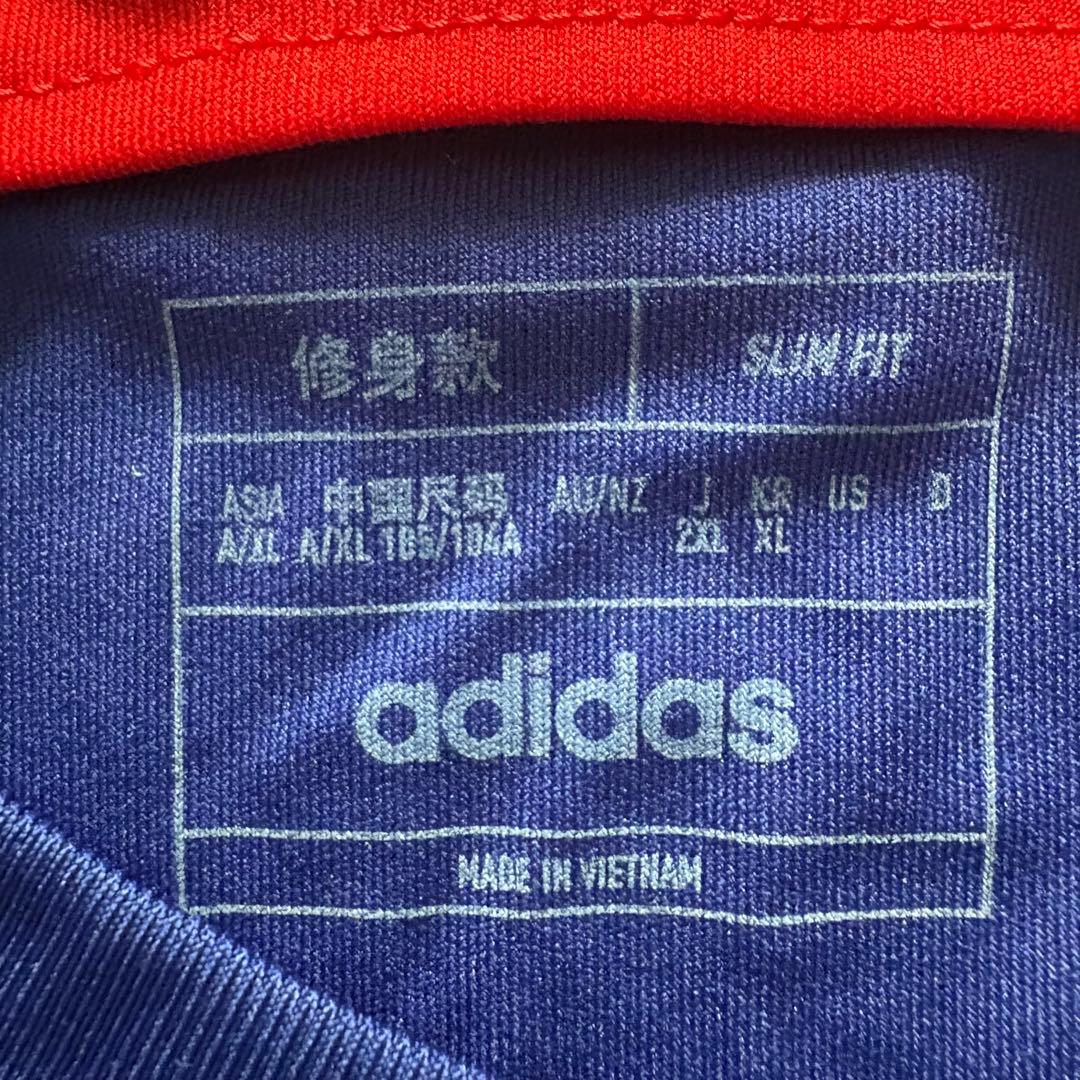 修身款 SLIM FIT
ASIA 中国尺码 AU/NZ J KR US D
A/XL A/XL 185/104A 2XL XL
adidas
MADE IN VIETNAM